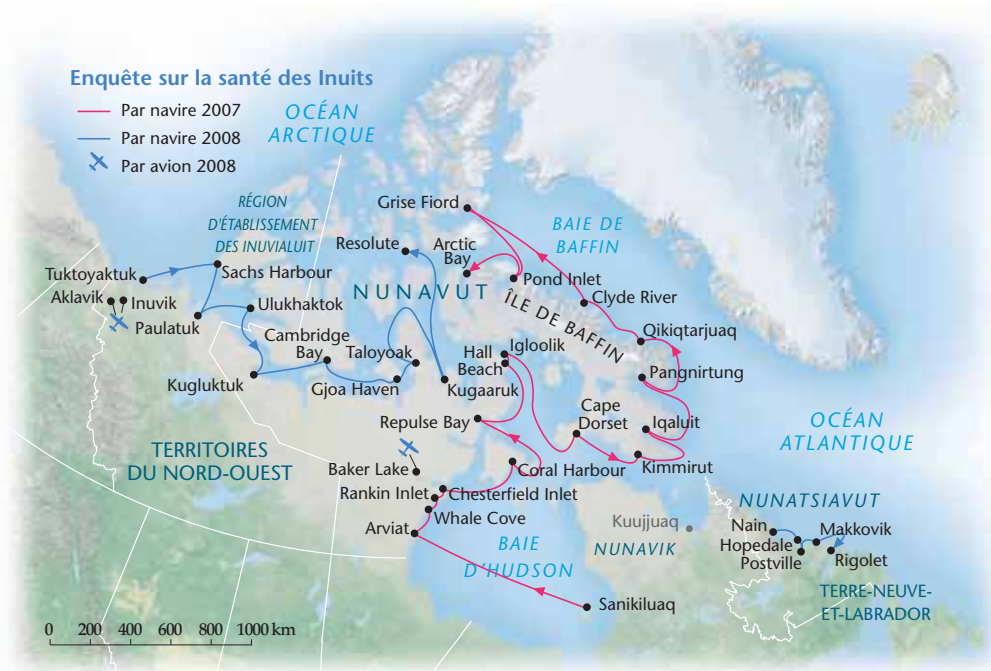 Enquête sur la santé des Inuits
Par navire 2007
Par navire 2008
Par avion 2008
OCÉAN
ARCTIQUE
RÉGION
D'ÉTABLISSEMENT
DES INUVIALUIT
Grise Fiord
BAIE DE
BAFFIN
Resolute
Arctic
Bay
Pond Inlet
Tuktoyaktuk
Sachs Harbour
Aklavik
Inuvik
Paulatuk
Ulukhaktok
NUNAVUT
Clyde River
ÎLE DE BAFFIN
Qikiqtarjuaq
Cambridge
Bay
Taloyoak
Hall
Beach
Igloolik
Pangnirtung
Kugluktuk
Gjoa Haven
Kugaaruk
Repulse Bay
Cape
Dorset
Iqaluit
OCÉAN
ATLANTIQUE
TERRITOIRES
DU NORD-OUEST
Baker Lake
Coral Harbour
Kimmirut
Rankin Inlet
Chesterfield Inlet
Whale Cove
Arviat
Kuujjuaq
NUNAVIK
NUNATSIAVUT
Nain
Makkovik
Hopedale
Postville
Rigolet
BAIE
D'HUDSON
Sanikiluaq
TERRE-NEUVE-
ET-LABRADOR
0 200 400 600 800 1000 km